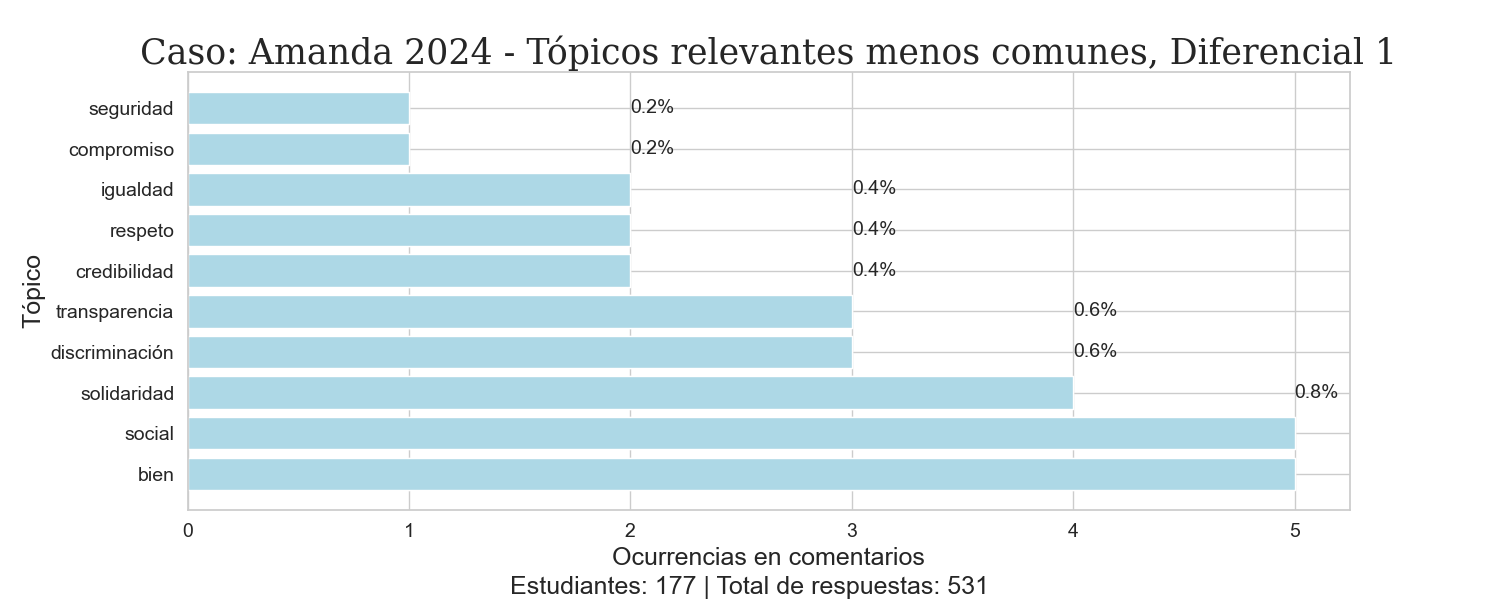 Caso: Amanda 2024 - Tópicos relevantes menos comunes, Diferencial 1
Tópico
seguridad 0.2%
compromiso 0.2%
igualdad 0.4%
respeto 0.4%
credibilidad 0.4%
transparencia 0.6%
discriminación 0.6%
solidaridad 0.8%
social
bien
0 1 2 3 4 5
Ocurrencias en comentarios
Estudiantes: 177 | Total de respuestas: 531